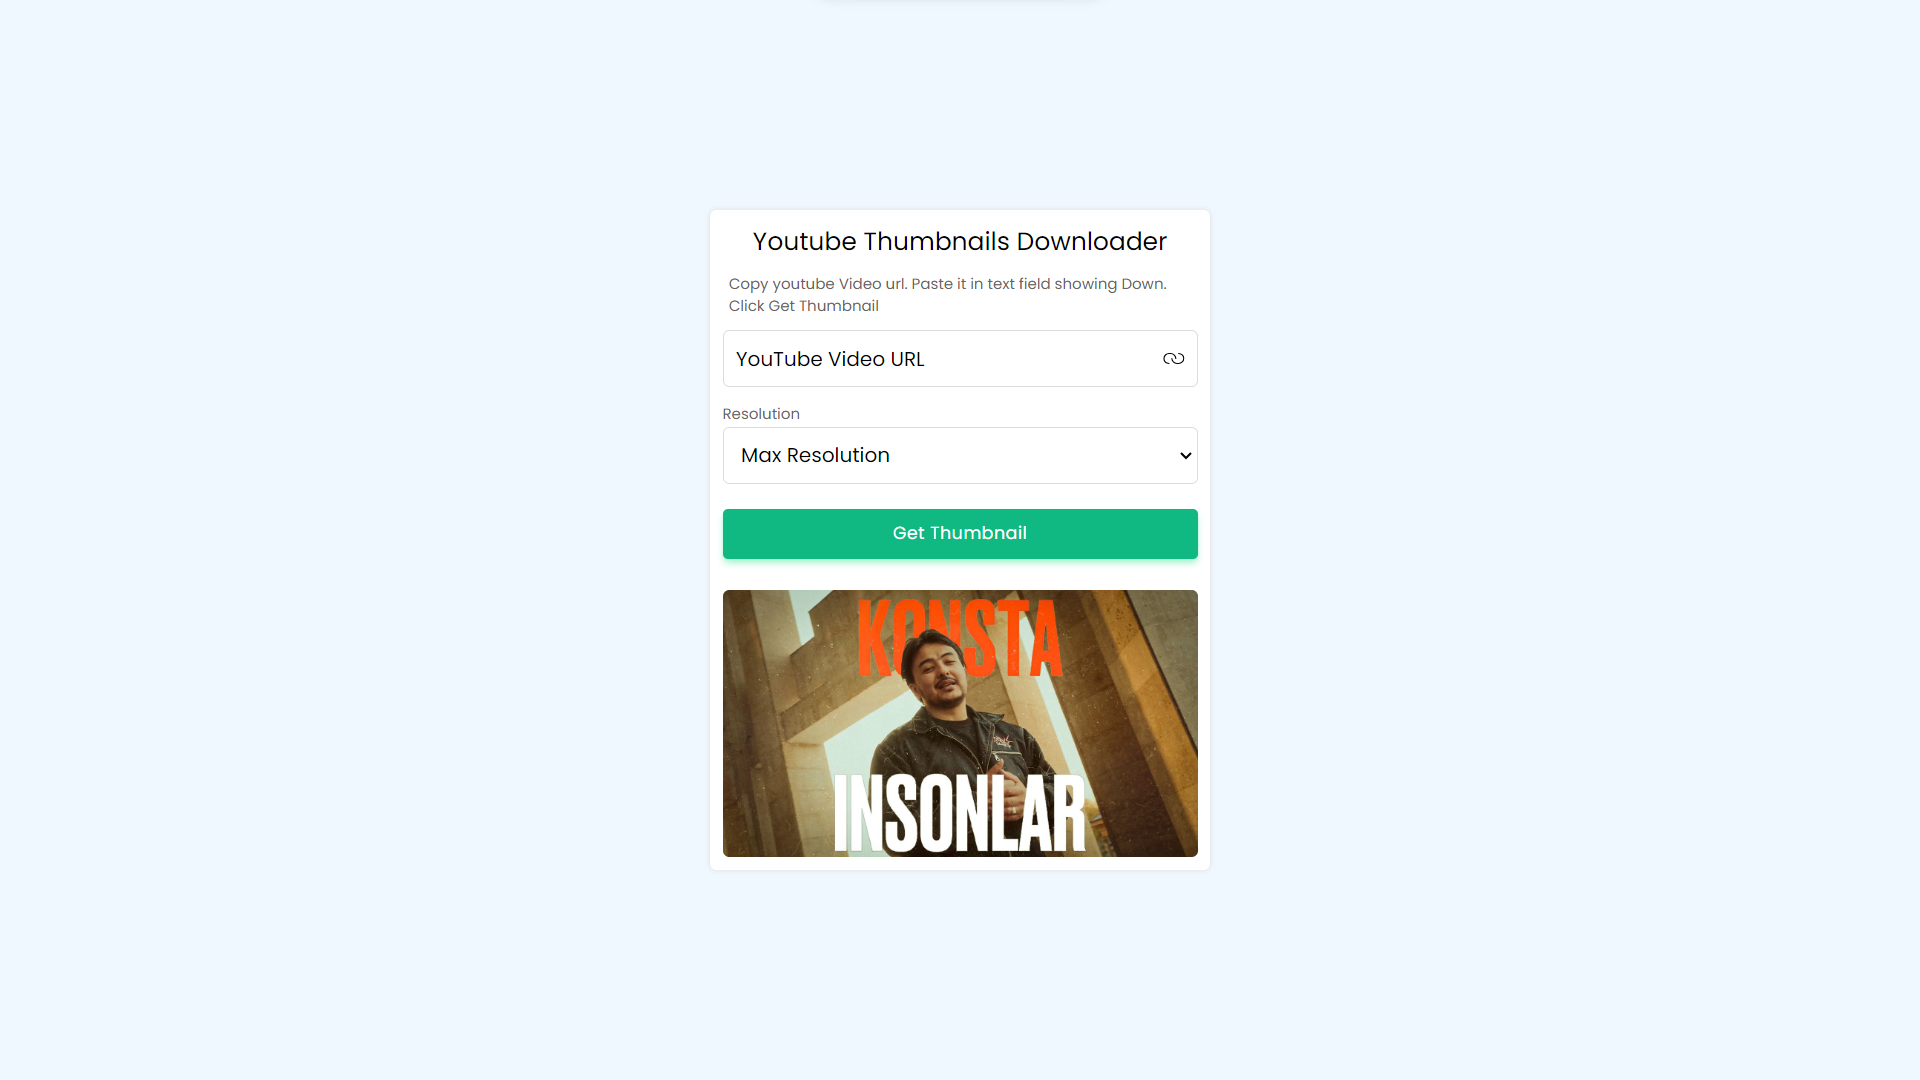 Youtube Thumbnails Downloader
Copy youtube Video url. Paste it in text field showing Down.
Click Get Thumbnail
YouTube Video URL
Resolution
Max Resolution
Get Thumbnail
KONSTA
INSONLAR